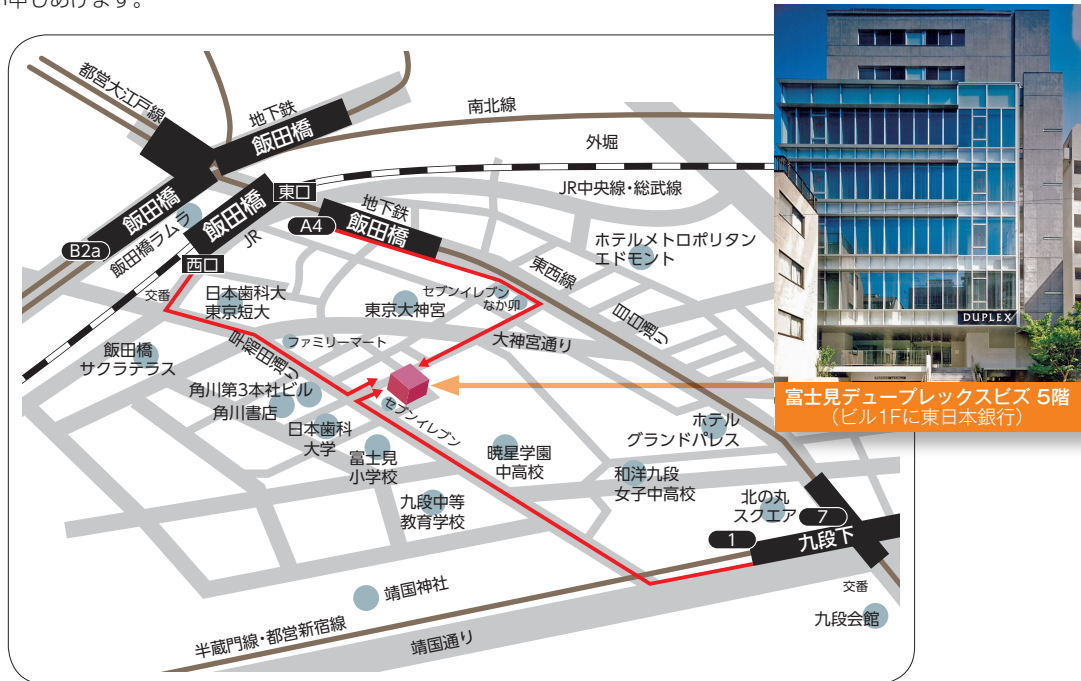 い申しあげます。
都営大江戸線
地下鉄
飯田橋
南北線
外堀
JR中央線・総武線
飯田橋
飯田橋ラムラ
B2a
飯田橋
東口
JR
西口
A4
地下鉄
飯田橋
東西線
目白通り
ホテルメトロポリタン
エドモント
交番
日本歯科大
東京短大
東京大神宮
セブンイレブン
なか卯
大神宮通り
飯田橋
サクラテラス
早稲田通り
ファミリーマート
角川第3本社ビル
角川書店
日本歯科
大学
富士見
小学校
セブンイレブン
暁星学園
中高校
ホテル
グランドパレス
和洋九段
女子中高校
九段中等
教育学校
北の丸
スクエア
7
1
九段下
交番
九段会館
靖国神社
半蔵門線・都営新宿線
靖国通り
DUPLEX
富士見デュープレックスビズ 5階
（ビル1Fに東日本銀行）